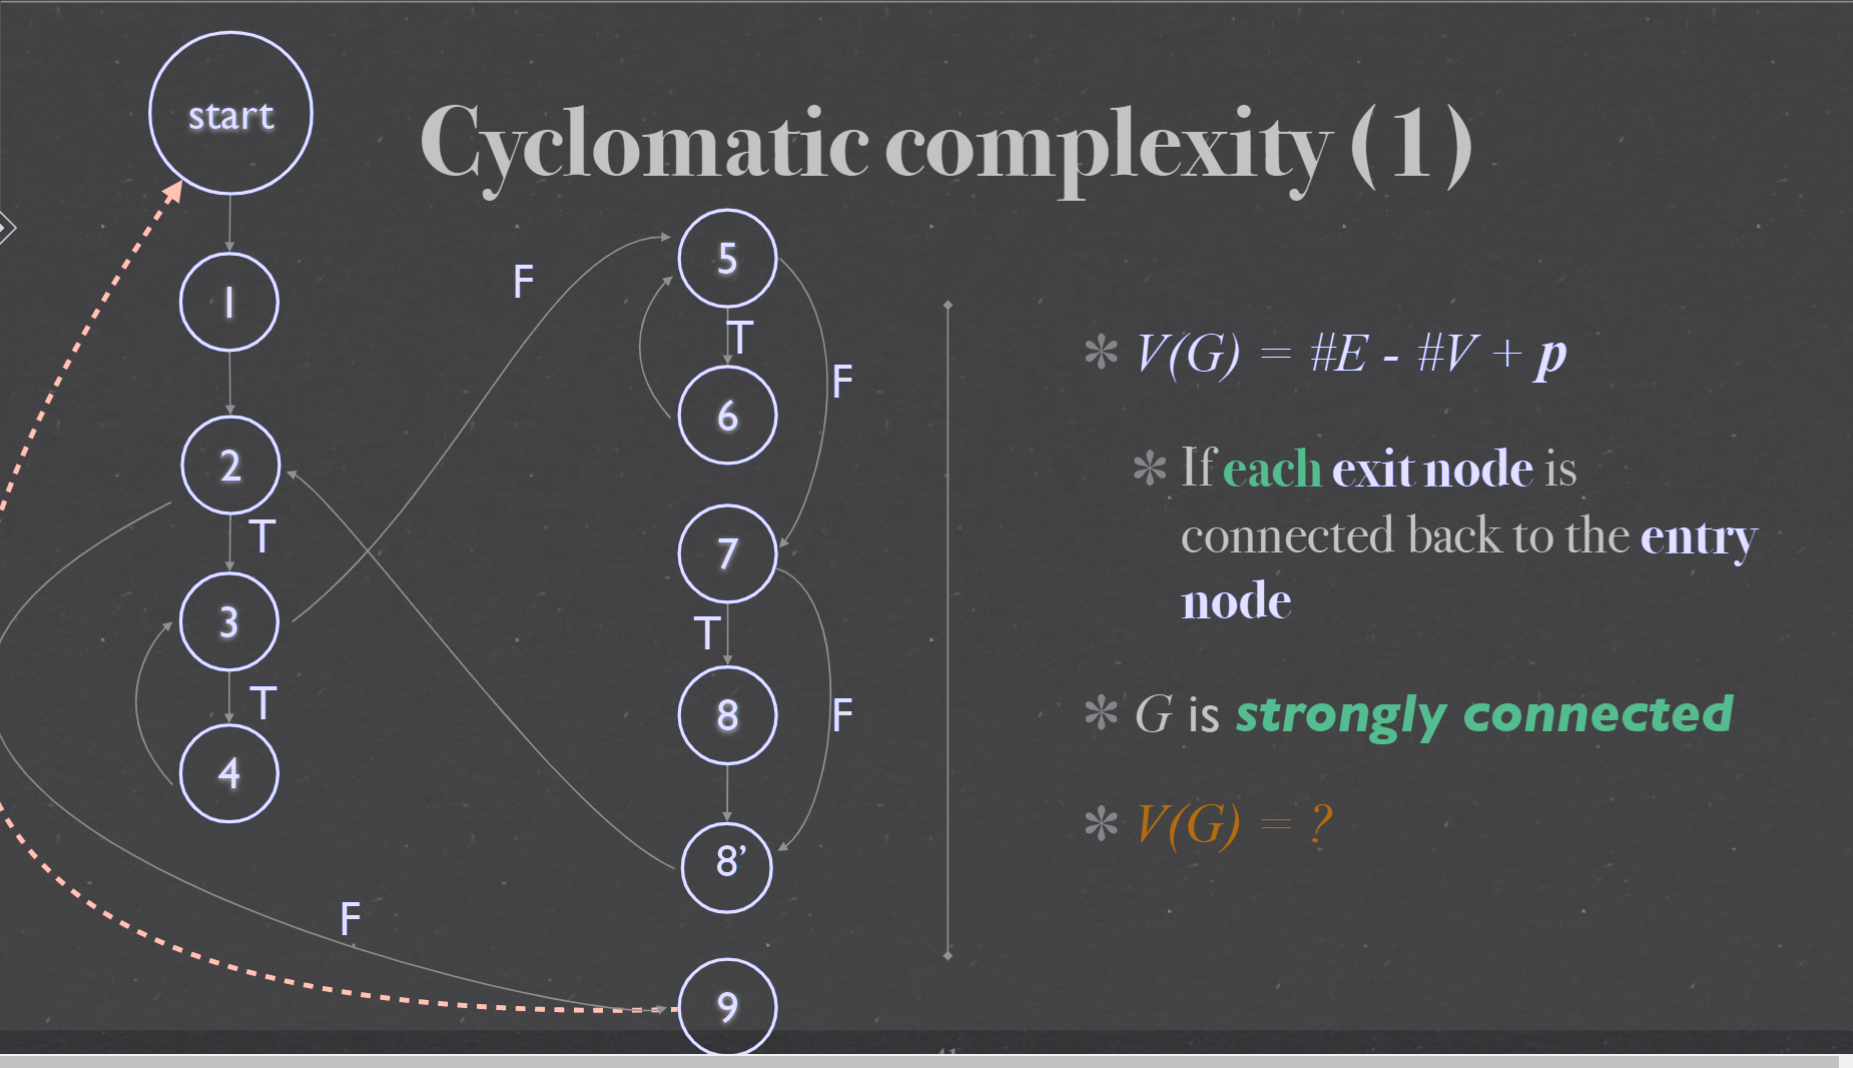 start
Cyclomatic complexity (1)
1
2
T
3
T
4
F
F
5
T
6
F
7
T
8
F
8’
9
V(G) = #E - #V + p
If each exit node is
connected back to the entry
node
G is strongly connected
V(G) = ?